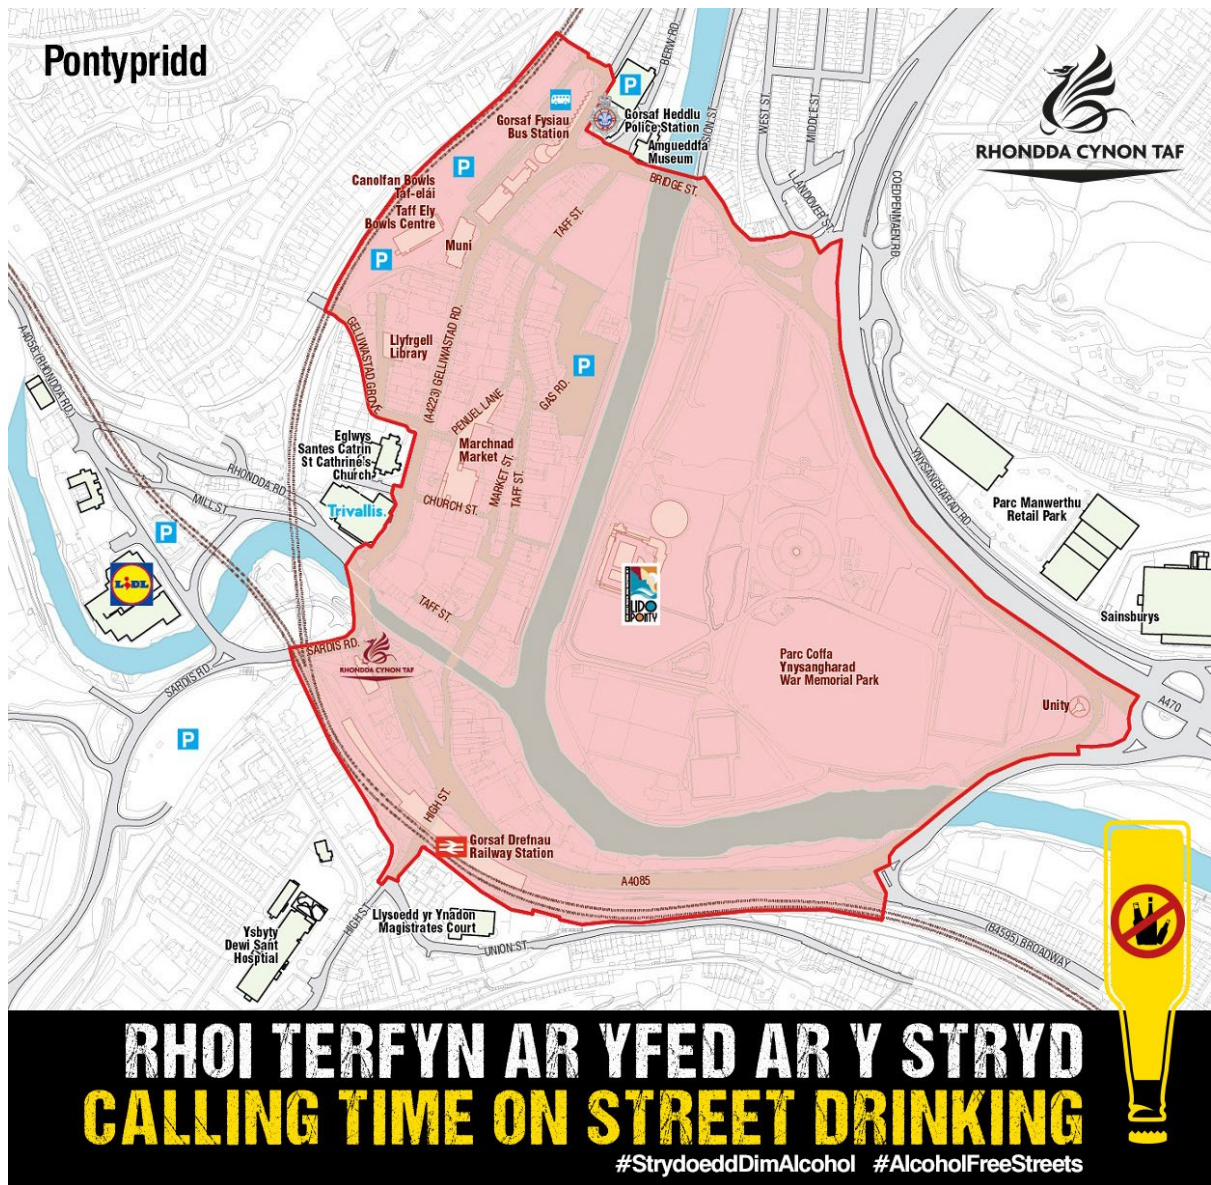 Pontypridd
RHONDDA CYNON TAF
BERW RD
P
Gorsaf Heddlu
Police Station
Amgueddfa
Museum
Gorsaf Fysiau
Bus Station
WEST ST.
MIDDLE ST
LLANDOVER ST.
COEDPENMAEN RD
BRIDGE ST.
P
Canolfan Bowls
Taf-elái
Taff Ely
Bowls Centre
Muni
TAFF ST.
P
A4058 (RHONDDA RD.
GELLIWASTAD GROVE
Llyfrgell
Library
(A4223) GELLIWASTAD RD.
P
GAS RD.
PENUEL LANE
Marchnad
Market
MARKET ST.
TAFF ST.
CHURCH ST.
Eglwys
Santes Catrin
St Cathrine's
Church
Trivallis.
RHONDDA RD
MILL ST.
P
LIDL
YNYSANGHARAD RD
Parc Manwerthu
Retail Park
Sainsburys
LIDO
PONTY
TAFF ST.
SARDIS RD.
RHONDDA CYNON TAF
SARDIS RD
Parc Coffa
Ynysangharad
War Memorial Park
Unity
A470
P
HIGH ST.
Gorsaf Drefnau
Railway Station
A4085
HIGH ST
Llysoedd yr Ynadon
Magistrates Court
UNION ST.
(B4595) BROADWAY
Ysbyty
Dewi Sant
Hosptial
RHOI TERFYN AR YFED AR Y STRYD
CALLING TIME ON STREET DRINKING
#StrydoeddDimAlcohol #AlcoholFreeStreets